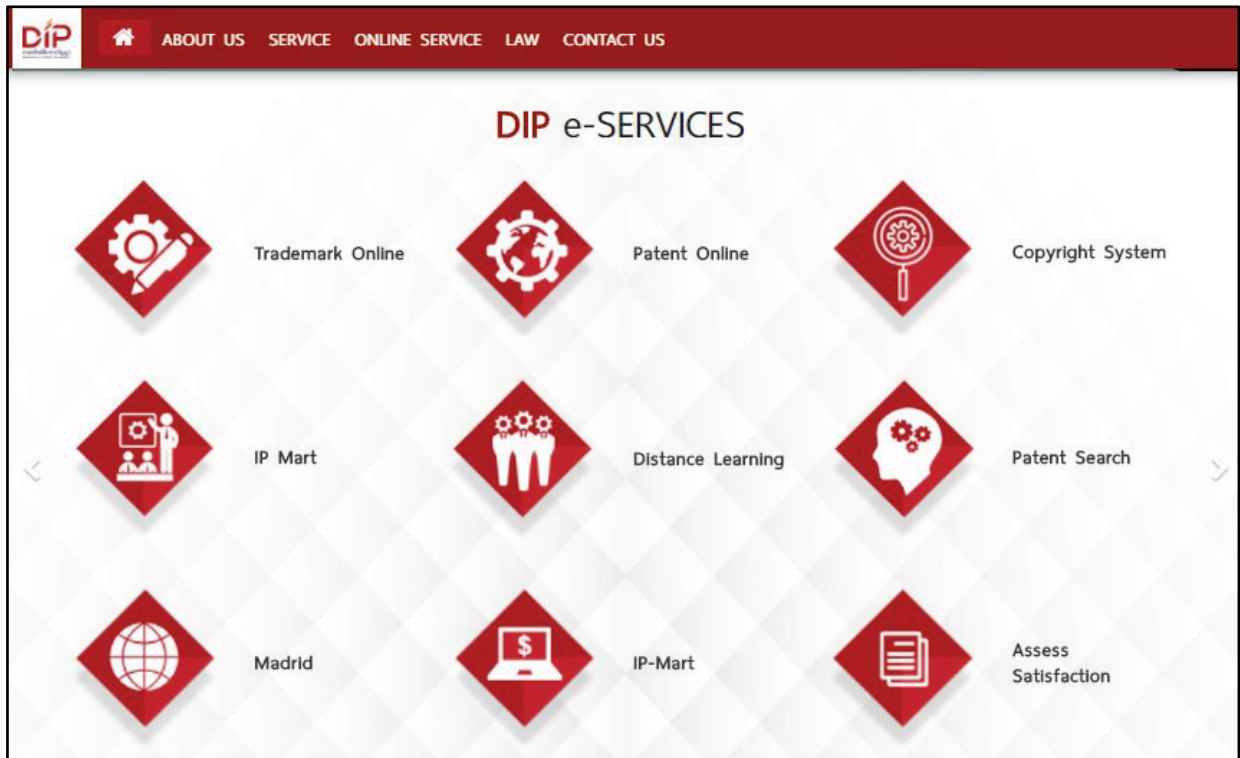 DIP
ABOUT US SERVICE ONLINE SERVICE LAW CONTACT US
DIP e-SERVICES
Trademark Online
Patent Online
Copyright System
IP Mart
Distance Learning
Patent Search
Madrid
$
IP-Mart
Assess
Satisfaction